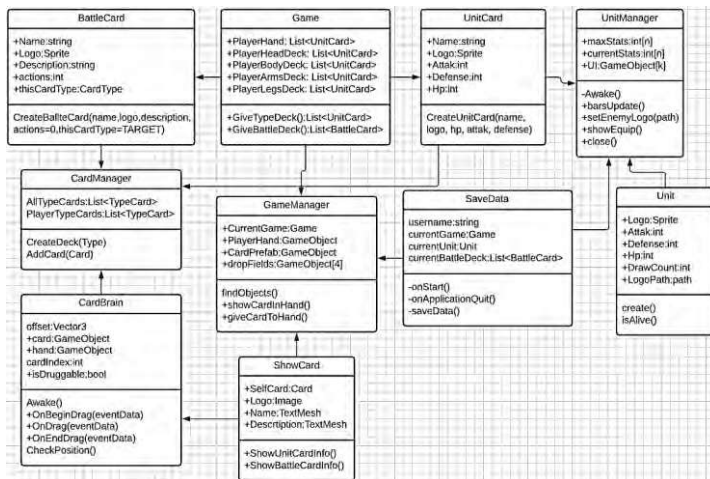 BattleCard
+Name:string
+Logo:Sprite
+Description:string
+actions:int
+thisCardType:CardType
CreateBallteCard(name,logo,description,
actions=0,thisCardType=TARGET)
Game
+PlayerHand: List<UnitCard>
+PlayerHeadDeck: List<UnitCard>
+PlayerBodyDeck: List<UnitCard>
+PlayerArmsDeck: List<UnitCard>
+PlayerLegsDeck: List<UnitCard>
+GiveTypeDeck():List<UnitCard>
+GiveBattleDeck():List<BattleCard>
UnitCard
+Name:string
+Logo:Sprite
+Attak:int
+Defense:int
+Hp:int
CreateUnitCard(name,
logo, hp, attak, defense)
UnitManager
+maxStats:int[n]
+currentStats:int[n]
+UI:GameObject[k]
-Awake()
+barsUpdate()
+setEnemyLogo(path)
+showEquip()
+close()
CardManager
AllTypeCards:List<TypeCard>
PlayerTypeCards:List<TypeCard>
CreateDeck(Type)
AddCard(Card)
GameManager
+CurrentGame:Game
+PlayerHand:GameObject
+CardPrefab:GameObject
+dropFields:GameObject[4]
findObjects()
+showCardInHand()
+giveCardToHand()
SaveData
username:string
currentGame:Game
currentUnit:Unit
currentBattleDeck:List<BattleCard>
-onStart()
-onApplicationQuit()
-saveData()
Unit
+Logo:Sprite
+Attak:int
+Defense:int
+Hp:int
+DrawCount:int
+LogoPath:path
create()
isAlive()
CardBrain
offset:Vector3
+card:GameObject
+hand:GameObject
cardIndex:int
+isDruggable:bool
Awake()
+OnBeginDrag(eventData)
+OnDrag(eventData)
+OnEndDrag(eventData)
CheckPosition()
ShowCard
+SelfCard:Card
+Logo:Image
+Name:TextMesh
+Descrtiption:TextMesh
+ShowUnitCardInfo()
+ShowBattleCardInfo()